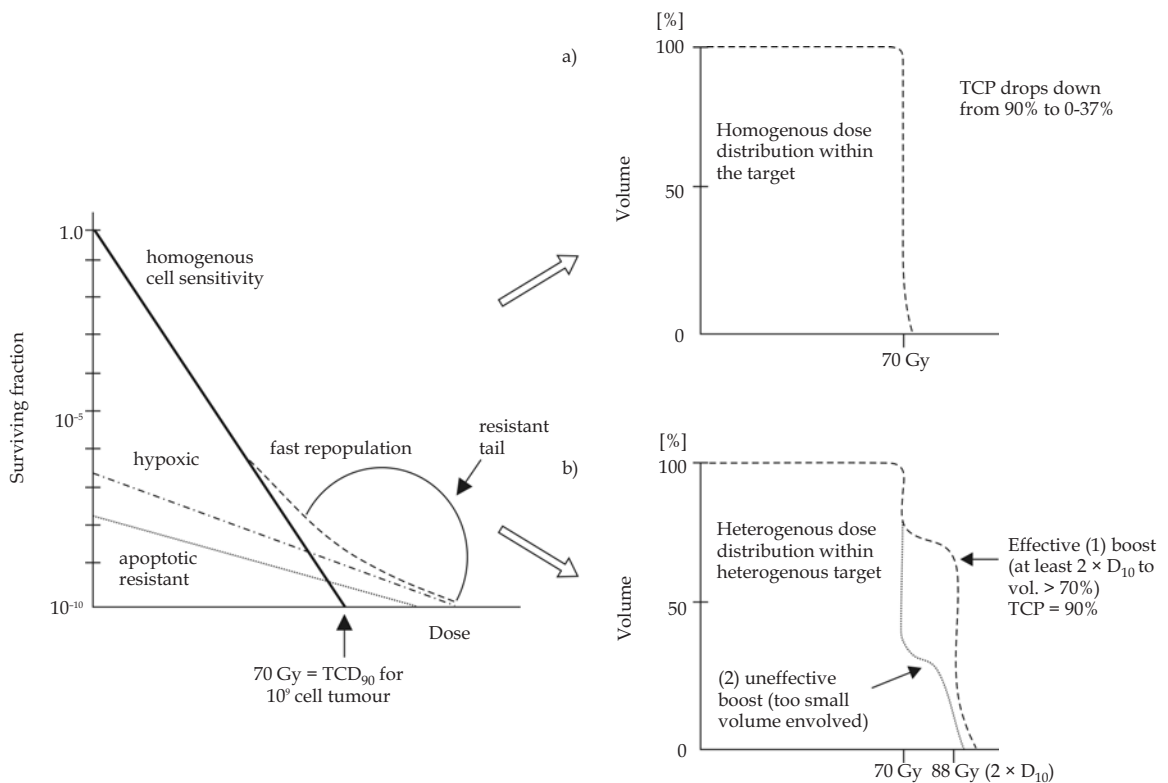 Surviving fraction
1.0
10⁻⁵
10⁻¹⁰
homogenous
cell sensitivity
fast repopulation
resistant
tail
hypoxic
apoptotic
resistant
Dose
70 Gy = TCD₉₀ for
10⁹ cell tumour
a)
[%]
100
50
0
Volume
Homogenous dose
distribution within
the target
70 Gy
TCP drops down
from 90% to 0-37%
b)
[%]
100
50
0
Volume
Heterogenous dose
distribution within
heterogenous target
Effective (1) boost
(at least 2 × D₁₀ to
vol. > 70%)
TCP = 90%
(2) uneffective
boost (too small
volume envolved)
70 Gy
88 Gy (2 × D₁₀)